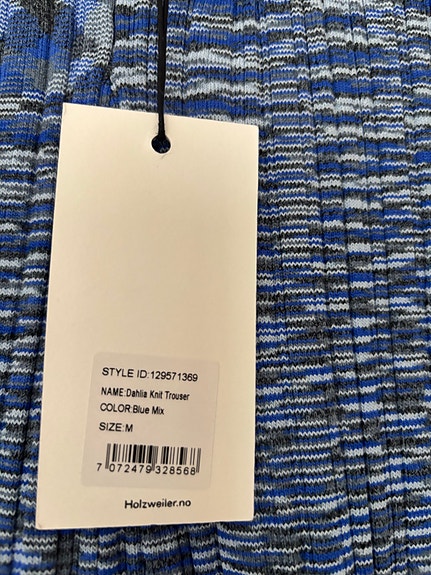 STYLE ID:129571369
NAME:Dahlia Knit Trouser
COLOR:Blue Mix
SIZE:M
7 072479 328568
Holzweiler.no